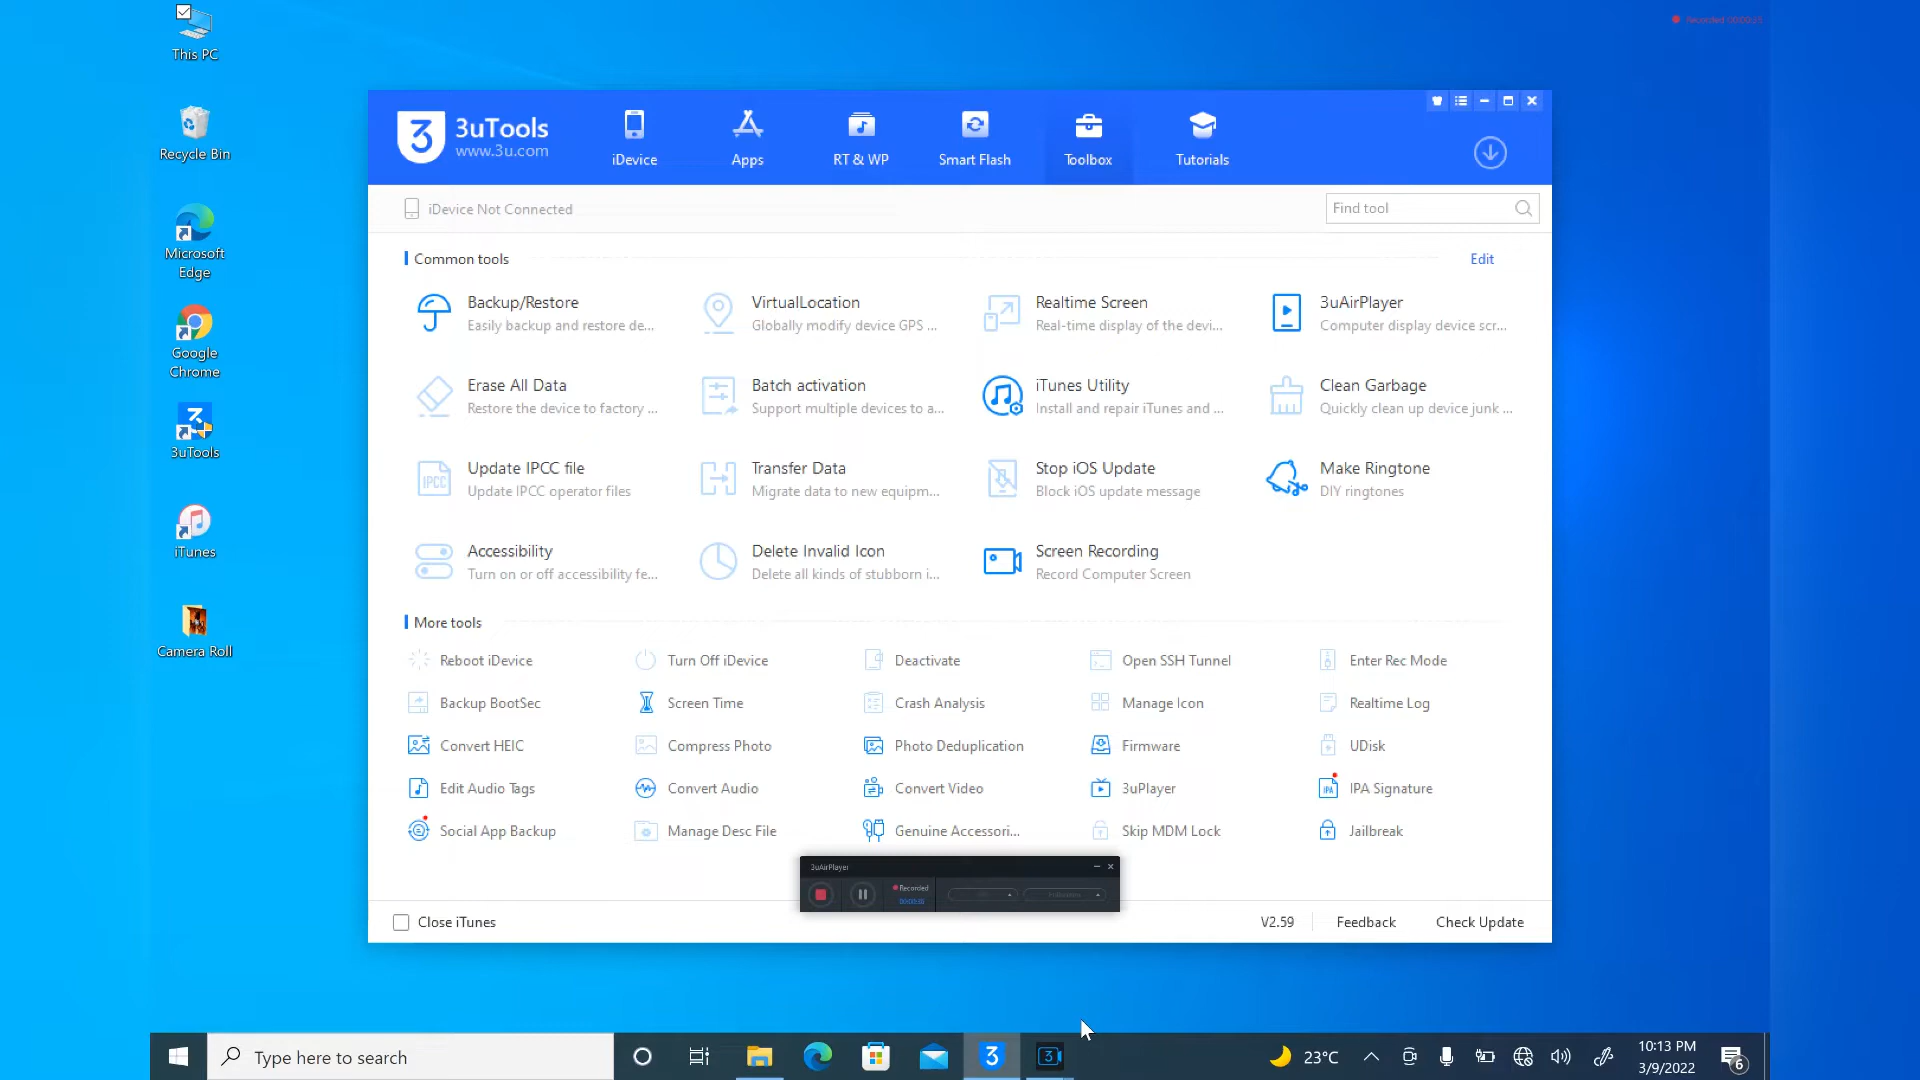 This PC
Recycle Bin
Microsoft
Edge
Google
Chrome
3uTools
iTunes
Camera Roll
Recorded
3
3uTools
www.3u.com
iDevice
Apps
RT & WP
Smart Flash
Toolbox
Tutorials
iDevice Not Connected
Find tool
Common tools
Edit
Backup/Restore
Easily backup and restore de...
VirtualLocation
Globally modify device GPS ...
Realtime Screen
Real-time display of the devi...
3uAirPlayer
Computer display device scr...
Erase All Data
Restore the device to factory ...
Batch activation
Support multiple devices to a...
iTunes Utility
Install and repair iTunes and ...
Clean Garbage
Quickly clean up device junk ...
IPCC
Update IPCC file
Update IPCC operator files
Transfer Data
Migrate data to new equipm...
Stop iOS Update
Block iOS update message
Make Ringtone
DIY ringtones
Accessibility
Turn on or off accessibility fe...
Delete Invalid Icon
Delete all kinds of stubborn i...
Screen Recording
Record Computer Screen
More tools
Reboot iDevice
Turn Off iDevice
Deactivate
Open SSH Tunnel
Enter Rec Mode
Backup BootSec
Screen Time
Crash Analysis
Manage Icon
Realtime Log
Convert HEIC
Compress Photo
Photo Deduplication
Firmware
UDisk
Edit Audio Tags
Convert Audio
Convert Video
3uPlayer
IPA Signature
Social App Backup
Manage Desc File
Genuine Accessori...
Skip MDM Lock
Jailbreak
3uAirPlayer
Recorded
Close iTunes
V2.59
Feedback
Check Update
Type here to search
3
3
23°C
10:13 PM
3/9/2022
6